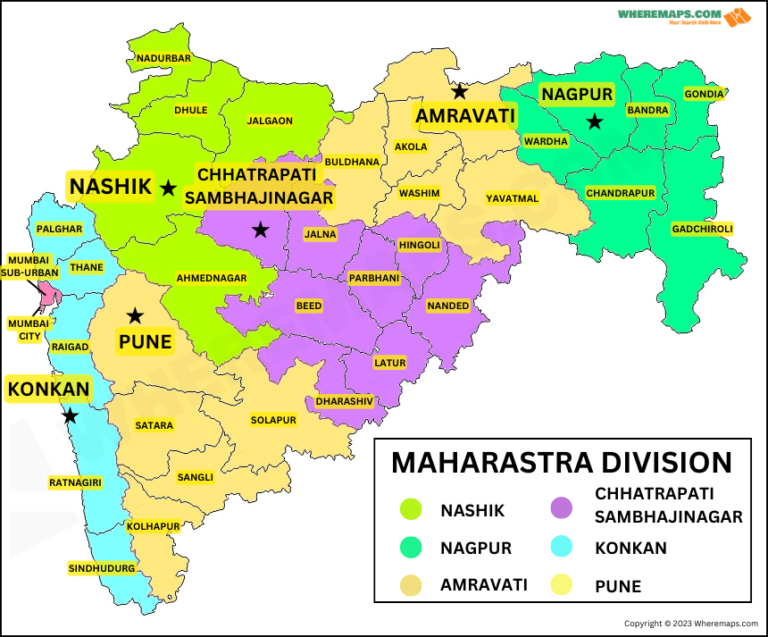 WHEREMAPS.COM
Your Search Ends Here
NADURBAR
DHULE
JALGAON
NASHIK
CHHATRAPATI
SAMBHAJINAGAR
BULDHANA
AKOLA
AMRAVATI
WASHIM
YAVATMAL
NAGPUR
WARDHA
BANDRA
GONDIA
CHANDRAPUR
GADCHIROLI
PALGHAR
MUMBAI
SUB-URBAN
THANE
MUMBAI
CITY
RAIGAD
AHMEDNAGAR
JALNA
HINGOLI
PARBHANI
BEED
NANDED
LATUR
DHARASHIV
PUNE
KONKAN
SATARA
SOLAPUR
SANGLI
RATNAGIRI
KOLHAPUR
SINDHUDURG
MAHARASTRA DIVISION
NASHIK
NAGPUR
AMRAVATI
CHHATRAPATI
SAMBHAJINAGAR
KONKAN
PUNE
Copyright © 2023 Wheremaps.com